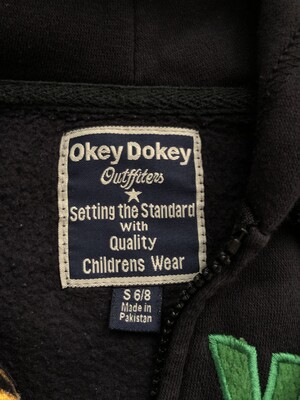 Okey Dokey
Outfitters
Setting the Standard
With
Quality
Childrens Wear
S 6/8
Made in
Pakistan